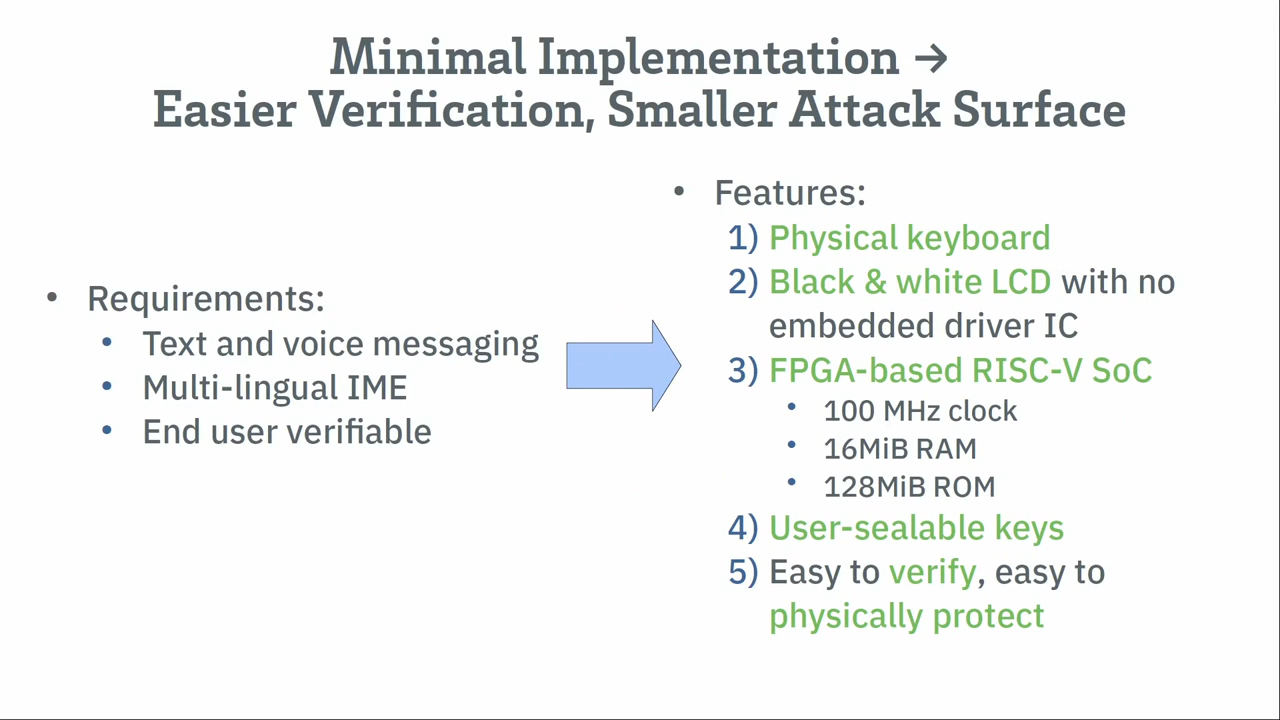 Minimal Implementation →
Easier Verification, Smaller Attack Surface
• Requirements:
• Text and voice messaging
• Multi-lingual IME
• End user verifiable
• Features:
1) Physical keyboard
2) Black & white LCD with no
embedded driver IC
3) FPGA-based RISC-V SoC
• 100 MHz clock
• 16MiB RAM
• 128MiB ROM
4) User-sealable keys
5) Easy to verify, easy to
physically protect